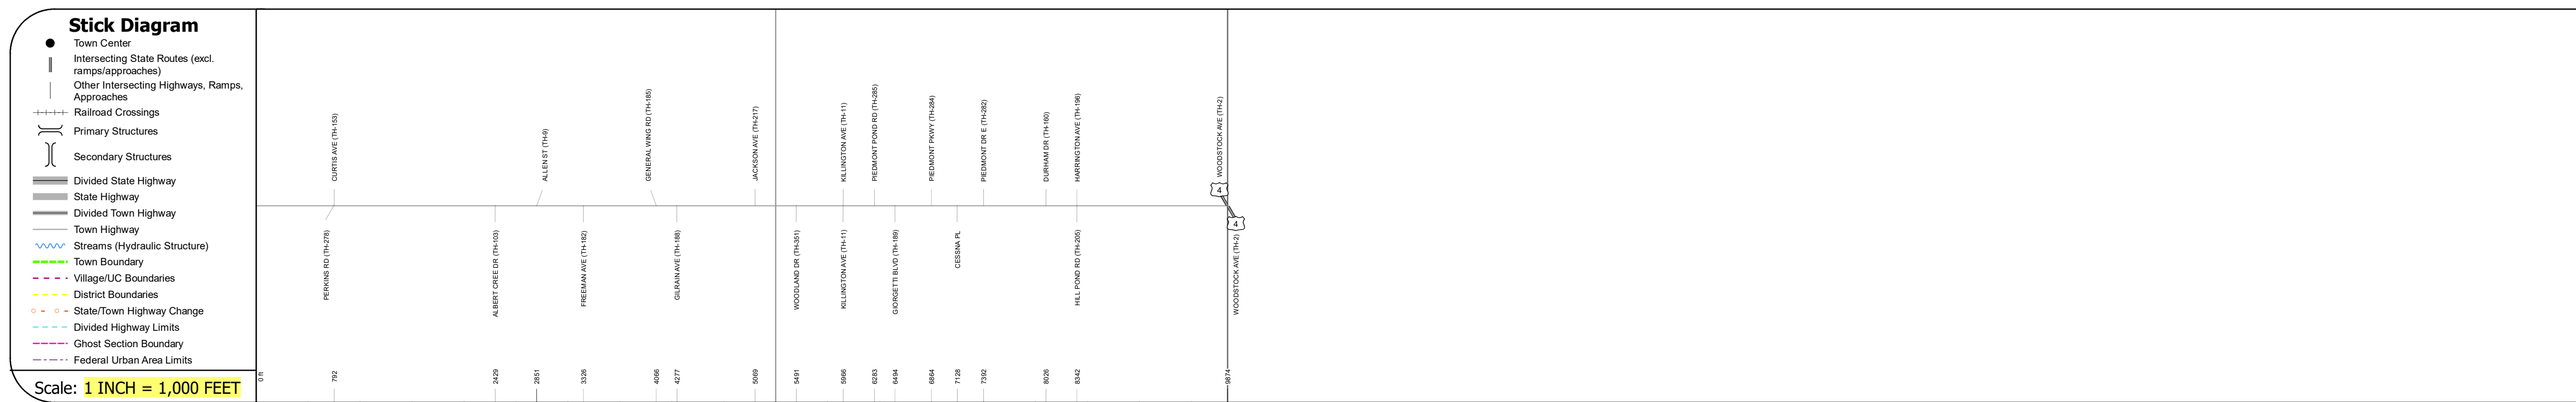 Stick Diagram
Town Center
Intersecting State Routes (excl.
ramps/approaches)
Other Intersecting Highways, Ramps,
Approaches
Railroad Crossings
Primary Structures
Secondary Structures
Divided State Highway
State Highway
Divided Town Highway
Town Highway
Streams (Hydraulic Structure)
Town Boundary
Village/UC Boundaries
District Boundaries
State/Town Highway Change
Divided Highway Limits
Ghost Section Boundary
Federal Urban Area Limits
Scale: 1 INCH = 1,000 FEET
CURTIS AVE (TH-153)
ALLEN ST (TH-9)
GENERAL WING RD (TH-185)
JACKSON AVE (TH-217)
KILLINGTON AVE (TH-11)
PIEDMONT POND RD (TH-285)
PIEDMONT PKWY (TH-284)
PIEDMONT DR E (TH-282)
DURHAM DR (TH-160)
HARRINGTON AVE (TH-196)
WOODSTOCK AVE (TH-2)
4
4
PERKINS RD (TH-278)
ALBERT CREE DR (TH-103)
FREEMAN AVE (TH-182)
GILRAIN AVE (TH-188)
WOODLAND DR (TH-351)
KILLINGTON AVE (TH-11)
GIORGETTI BLVD (TH-189)
CESSNA PL
HILL POND RD (TH-205)
WOODSTOCK AVE (TH-2)
0 ft
792
2429
2851
3326
4066
4277
5069
5491
5966
6283
6494
6864
7128
7392
8026
8342
9874